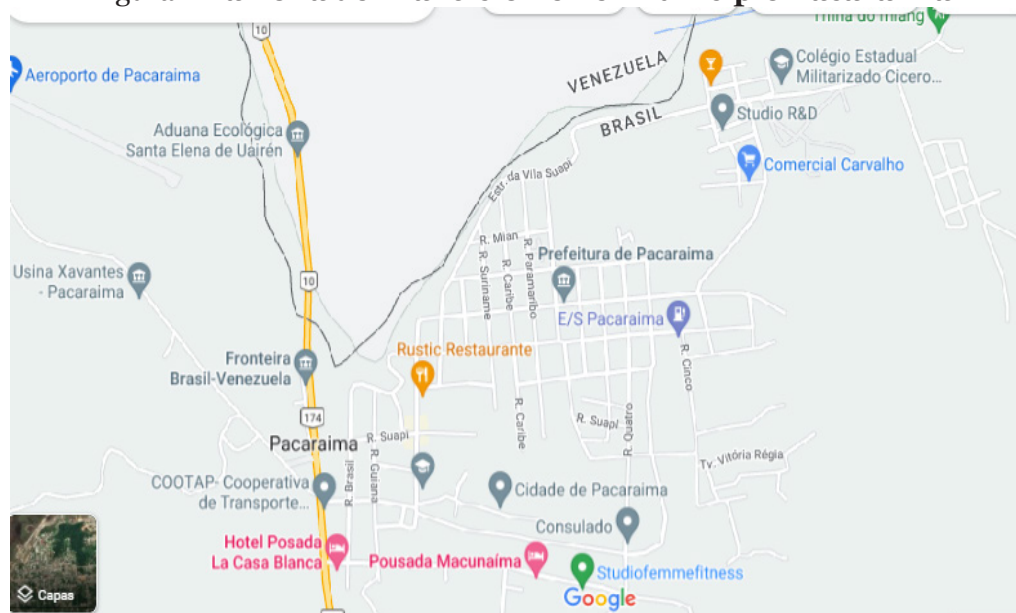 10
Trilha do miang
Colégio Estadual
Militarizado Cicero...
Aeroporto de Pacaraima
VENEZUELA
BRASIL
Studio R&D
Aduana Ecológica
Santa Elena de Uairén
Comercial Carvalho
Estr. da Vila Suapi
R. Mian
R. Suriname
R. Caribe
R. Paramaribo
Prefeitura de Pacaraima
Usina Xavantes
- Pacaraima
10
E/S Pacaraima
Rustic Restaurante
Fronteira
Brasil-Venezuela
R. Cinco
174
Pacaraima
R. Suapi
R. Caribe
R. Suapi
R. Quatro
Tv. Vitória Régia
R. Brasil
R. Guiana
COOTAP- Cooperativa
de Transporte...
Cidade de Pacaraima
Consulado
Hotel Posada
La Casa Blanca
Pousada Macunaíma
Studiofemmefitness
Capas
Google